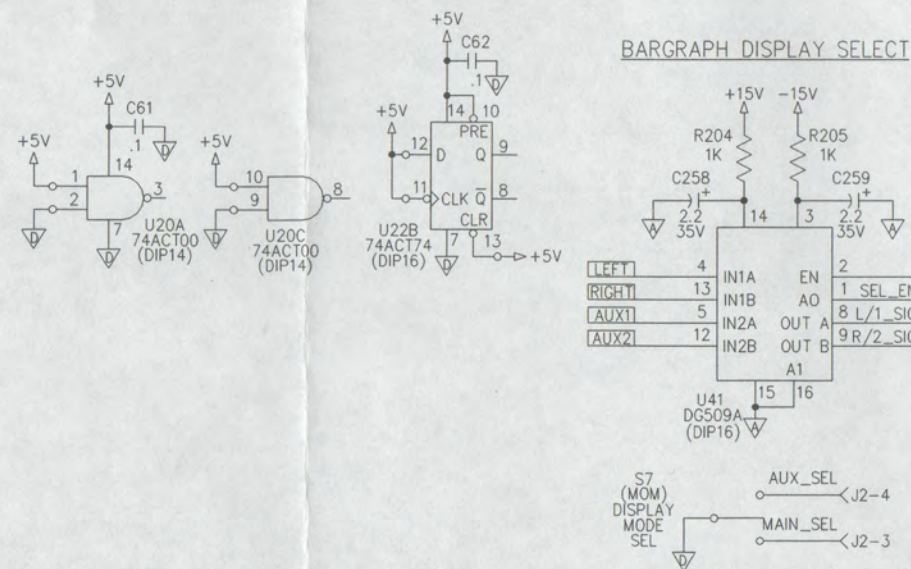 BARGRAPH DISPLAY SELECT
+5V
C61
.1
+5V
14
1
2
3
7
U20A
74ACT00
(DIP14)
+5V
10
9
8
U20C
74ACT00
(DIP14)
+5V
C62
.1
+5V
14
10
PRE
12
D
Q
9
11
CLK
Q
8
CLR
U22B
74ACT74
(DIP16)
7
13
+5V
D
D
D
D
D
D
D
+15V
-15V
R204
1K
R205
1K
C258
+
2.2
35V
C259
+
2.2
35V
A
A
14
3
LEFT
4
IN1A
EN
2
RIGHT
13
IN1B
A0
1
SEL_EN
AUX1
5
IN2A
OUT A
8
L/1_SIG
AUX2
12
IN2B
OUT B
9
R/2_SIG
A1
15
16
U41
DG509A
(DIP16)
A
S7
(MOM)
DISPLAY
MODE
SEL
AUX_SEL
J2-4
MAIN_SEL
J2-3
D